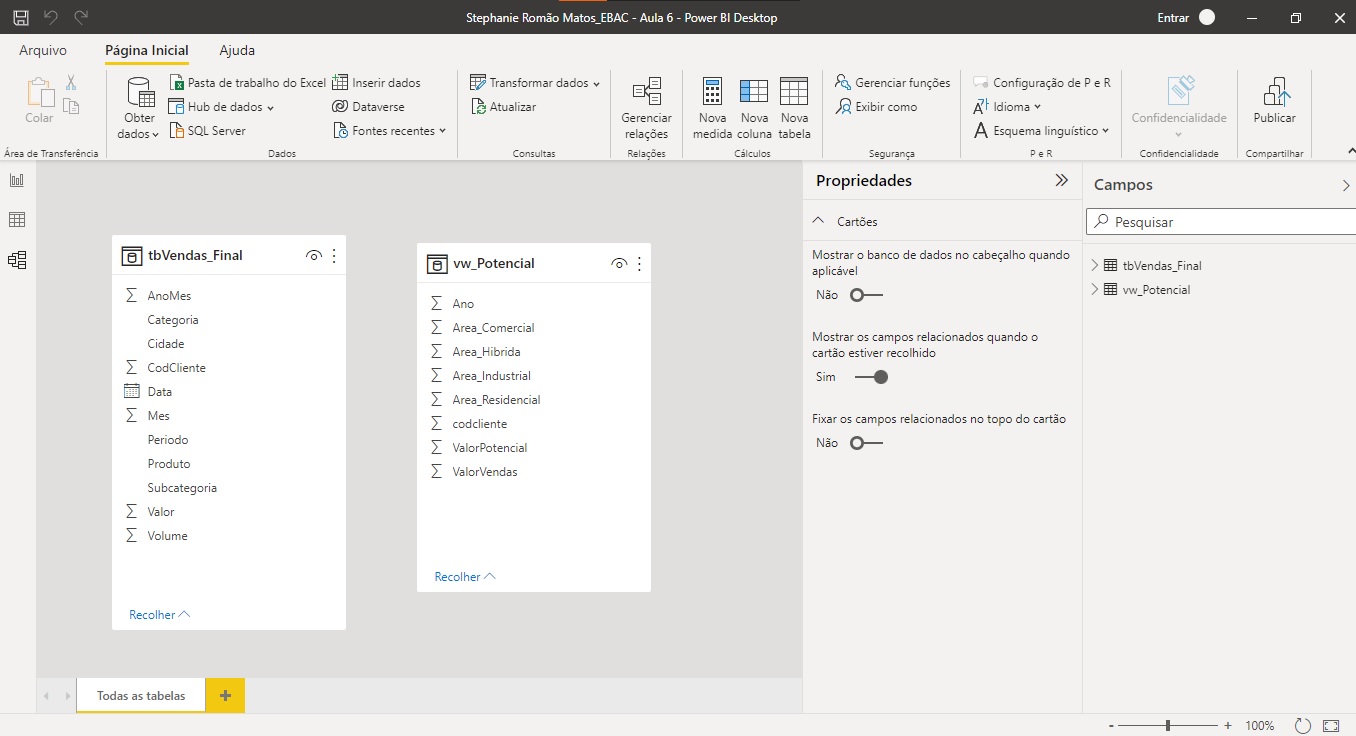 Stephanie Romão Matos_EBAC - Aula 6 - Power BI Desktop
Entrar
Arquivo
Página Inicial
Ajuda
Colar
Área de Transferência
Obter dados
Pasta de trabalho do Excel
Hub de dados
SQL Server
Inserir dados
Dataverse
Fontes recentes
Dados
Transformar dados
Atualizar
Consultas
Gerenciar
relações
Relações
Nova
medida
Nova
coluna
Nova
tabela
Cálculos
Gerenciar funções
Exibir como
Segurança
Configuração de P e R
Idioma
Esquema linguístico
P e R
Confidencialidade
Confidencialidade
Publicar
Compartilhar
tbVendas_Final
AnoMes
Categoria
Cidade
CodCliente
Data
Mes
Periodo
Produto
Subcategoria
Valor
Volume
Recolher
vw_Potencial
Ano
Area_Comercial
Area_Hibrida
Area_Industrial
Area_Residencial
codcliente
ValorPotencial
ValorVendas
Recolher
Propriedades
Cartões
Mostrar o banco de dados no cabeçalho quando
aplicável
Não
Mostrar os campos relacionados quando o
cartão estiver recolhido
Sim
Fixar os campos relacionados no topo do cartão
Não
Campos
Pesquisar
tbVendas_Final
vw_Potencial
Todas as tabelas
+
- + 100%